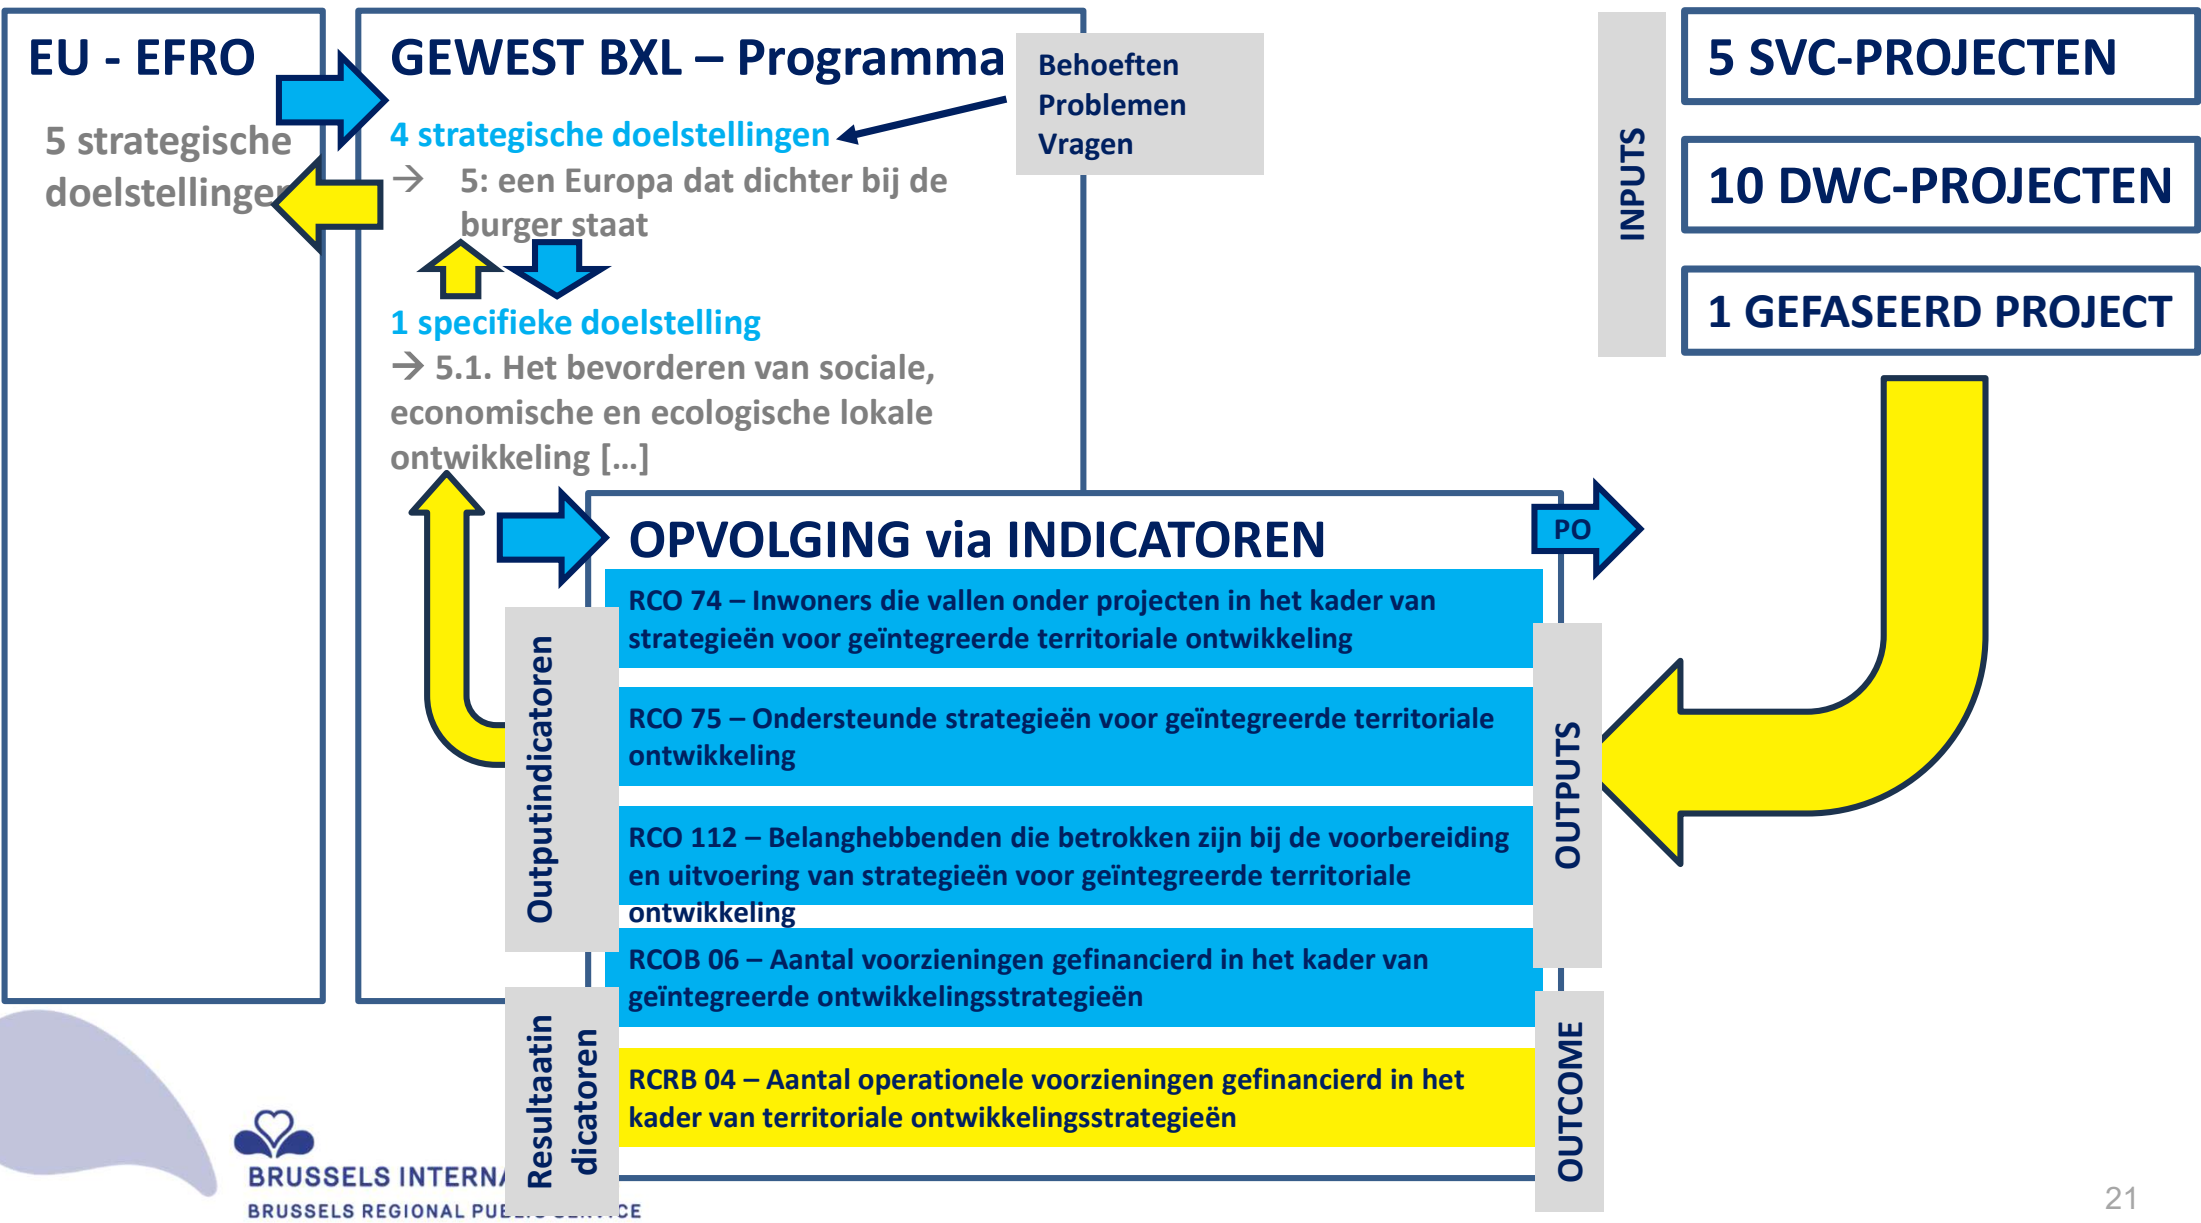 EU - EFRO
5 strategische
doelstellingen
GEWEST BXL – Programma
4 strategische doelstellingen
→ 5: een Europa dat dichter bij de
burger staat
1 specifieke doelstelling
→ 5.1. Het bevorderen van sociale,
economische en ecologische lokale
ontwikkeling [...]
Behoeften
Problemen
Vragen
INPUTS
5 SVC-PROJECTEN
10 DWC-PROJECTEN
1 GEFASEERD PROJECT
OPVOLGING via INDICATOREN
PO
Outputindicatoren
RCO 74 – Inwoners die vallen onder projecten in het kader van
strategieën voor geïntegreerde territoriale ontwikkeling
RCO 75 – Ondersteunde strategieën voor geïntegreerde territoriale
ontwikkeling
RCO 112 – Belanghebbenden die betrokken zijn bij de voorbereiding
en uitvoering van strategieën voor geïntegreerde territoriale
ontwikkeling
RCOB 06 – Aantal voorzieningen gefinancierd in het kader van
geïntegreerde ontwikkelingsstrategieën
OUTPUTS
Resultaatin
dicatoren
RCRB 04 – Aantal operationele voorzieningen gefinancierd in het
kader van territoriale ontwikkelingsstrategieën
OUTCOME
BRUSSELS
BRUSSELS REGIONAL
21